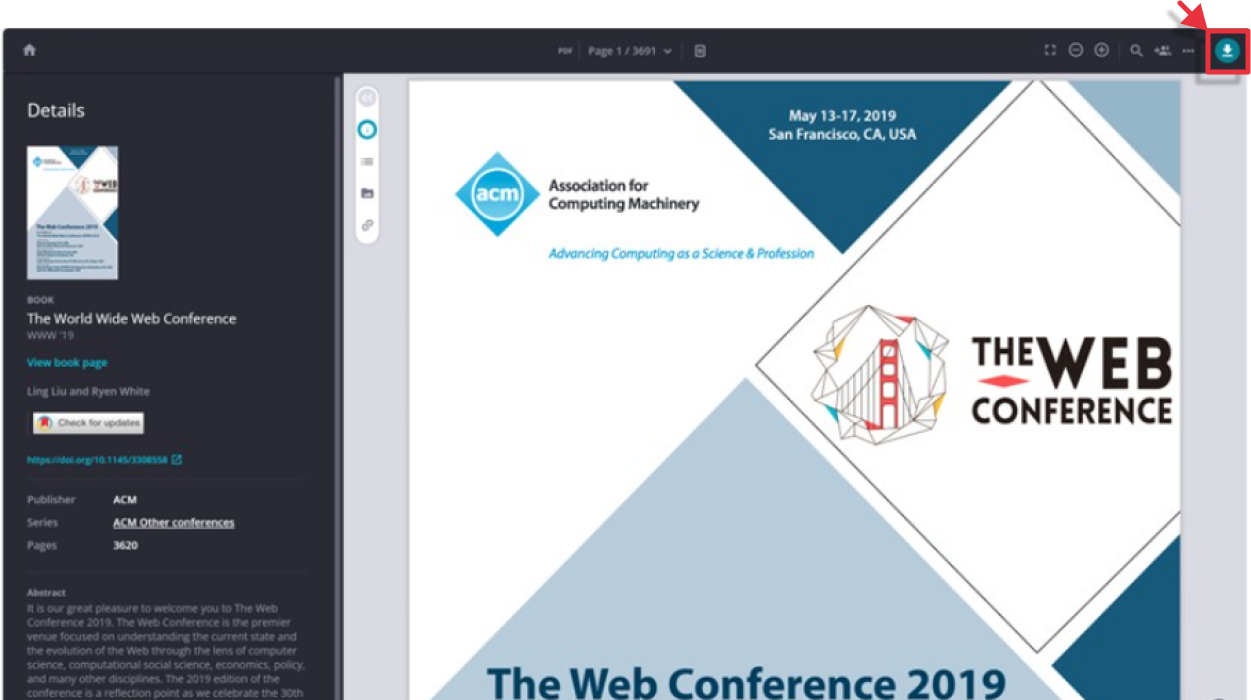 PDF
Page 1 / 3691
Details
BOOK
The World Wide Web Conference
WWW '19
View book page
Ling Liu and Ryen White
Check for updates
https://doi.org/10.1145/3308558
Publisher ACM
Series ACM Other conferences
Pages 3620
Abstract
It is our great pleasure to welcome you to The Web
Conference 2019. The Web Conference is the premier
venue focused on understanding the current state and
the evolution of the Web through the lens of computer
science, computational social science, economics, policy,
and many other disciplines. The 2019 edition of the
conference is a reflection point as we celebrate the 30th
May 13-17, 2019
San Francisco, CA, USA
acm
Association for
Computing Machinery
Advancing Computing as a Science & Profession
THE WEB
CONFERENCE
The Web Conference 2019